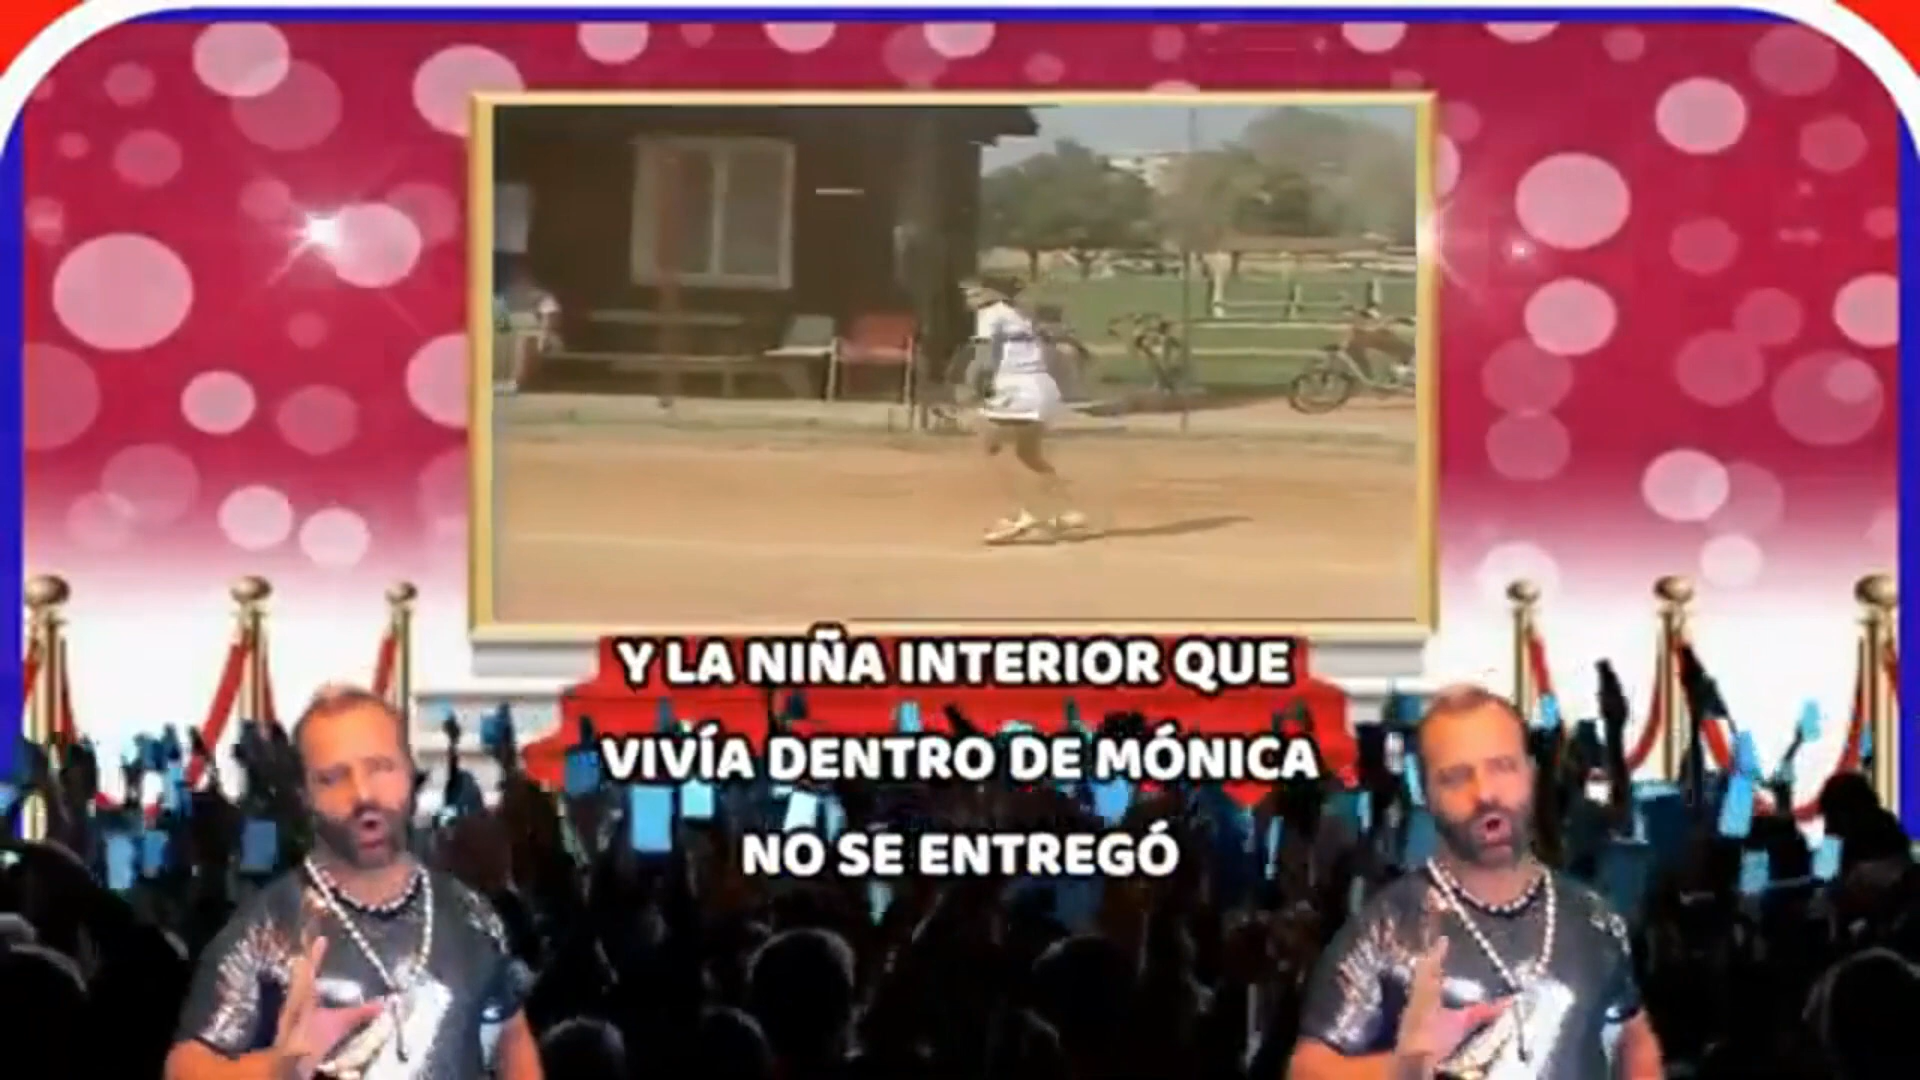 Y LA NIÑA INTERIOR QUE
VIVÍA DENTRO DE MÓNICA
NO SE ENTREGÓ